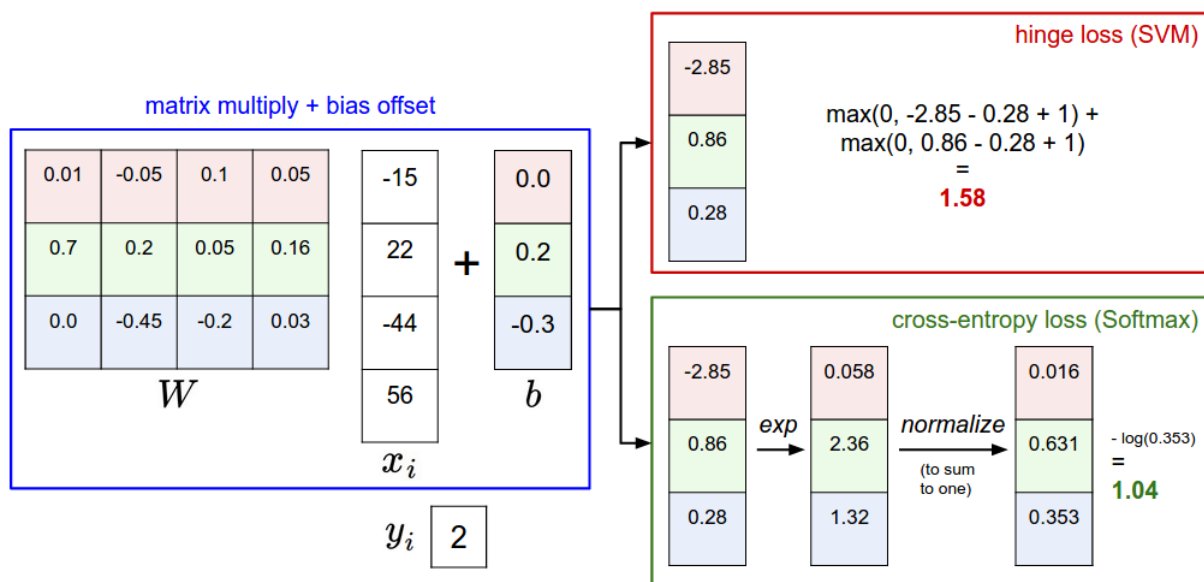 matrix multiply + bias offset
0.01 -0.05 0.1 0.05
0.7 0.2 0.05 0.16
0.0 -0.45 -0.2 0.03
W
-15
22
-44
56
x_i
+
0.0
0.2
-0.3
b
y_i 2
hinge loss (SVM)
-2.85
0.86
0.28
max(0, -2.85 - 0.28 + 1) +
max(0, 0.86 - 0.28 + 1)
=
1.58
cross-entropy loss (Softmax)
-2.85
0.86
0.28
exp
0.058
2.36
1.32
normalize
(to sum
to one)
0.016
0.631
0.353
- log(0.353)
=
1.04